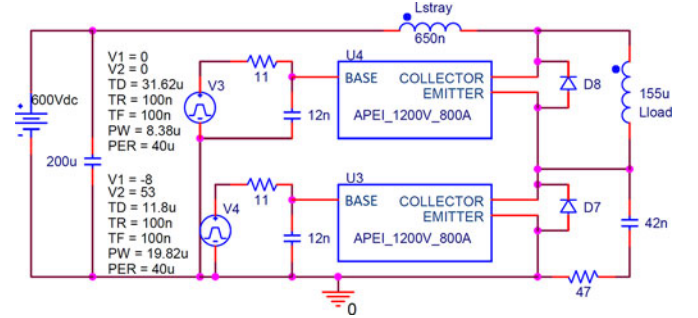 Lstray
650n
V1 = 0
V2 = 0
TD = 31.62u
TR = 100n
TF = 100n
PW = 8.38u
PER = 40u
V3
11
12n
U4
BASE
COLLECTOR
EMITTER
APEI_1200V_800A
D8
155u
Lload
600Vdc
200u
V1 = -8
V2 = 53
TD = 11.8u
TR = 100n
TF = 100n
PW = 19.82u
PER = 40u
V4
11
12n
U3
BASE
COLLECTOR
EMITTER
APEI_1200V_800A
D7
42n
47
0